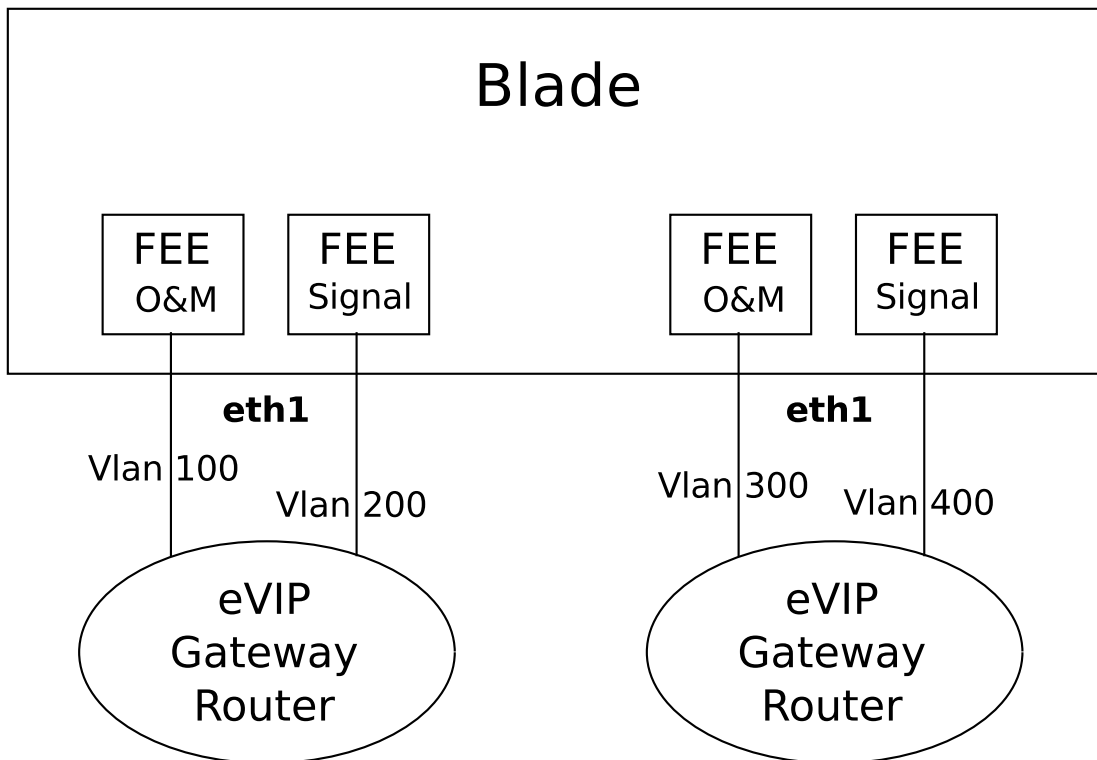 Blade
FEE
O&M
FEE
Signal
FEE
O&M
FEE
Signal
eth1
eth1
Vlan 100
Vlan 200
Vlan 300
Vlan 400
eVIP
Gateway
Router
eVIP
Gateway
Router